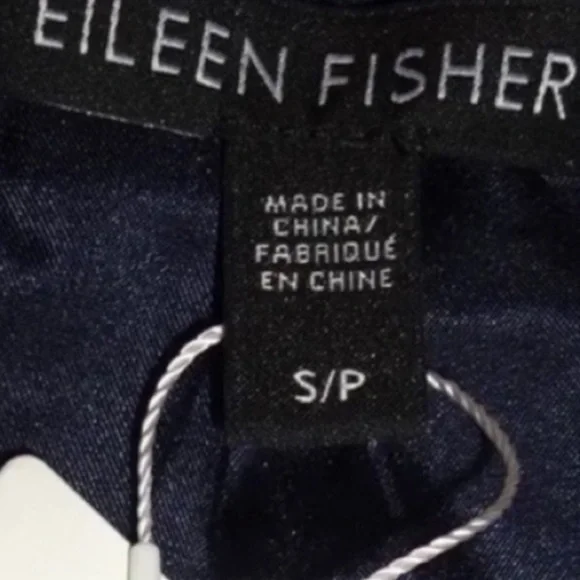 EILEEN FISHER
MADE IN
CHINA/
FABRIQUÉ
EN CHINE
S/P